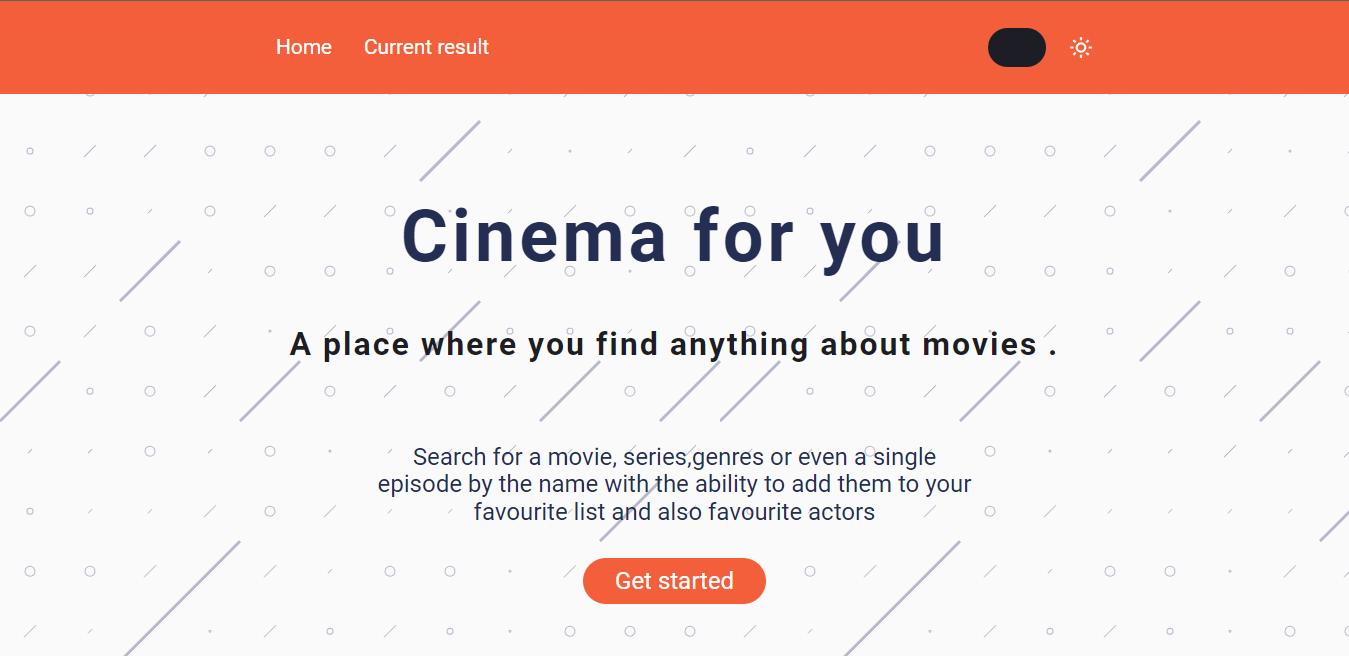 Home Current result
Cinema for you
A place where you find anything about movies .
Search for a movie, series,genres or even a single
episode by the name with the ability to add them to your
favourite list and also favourite actors
Get started